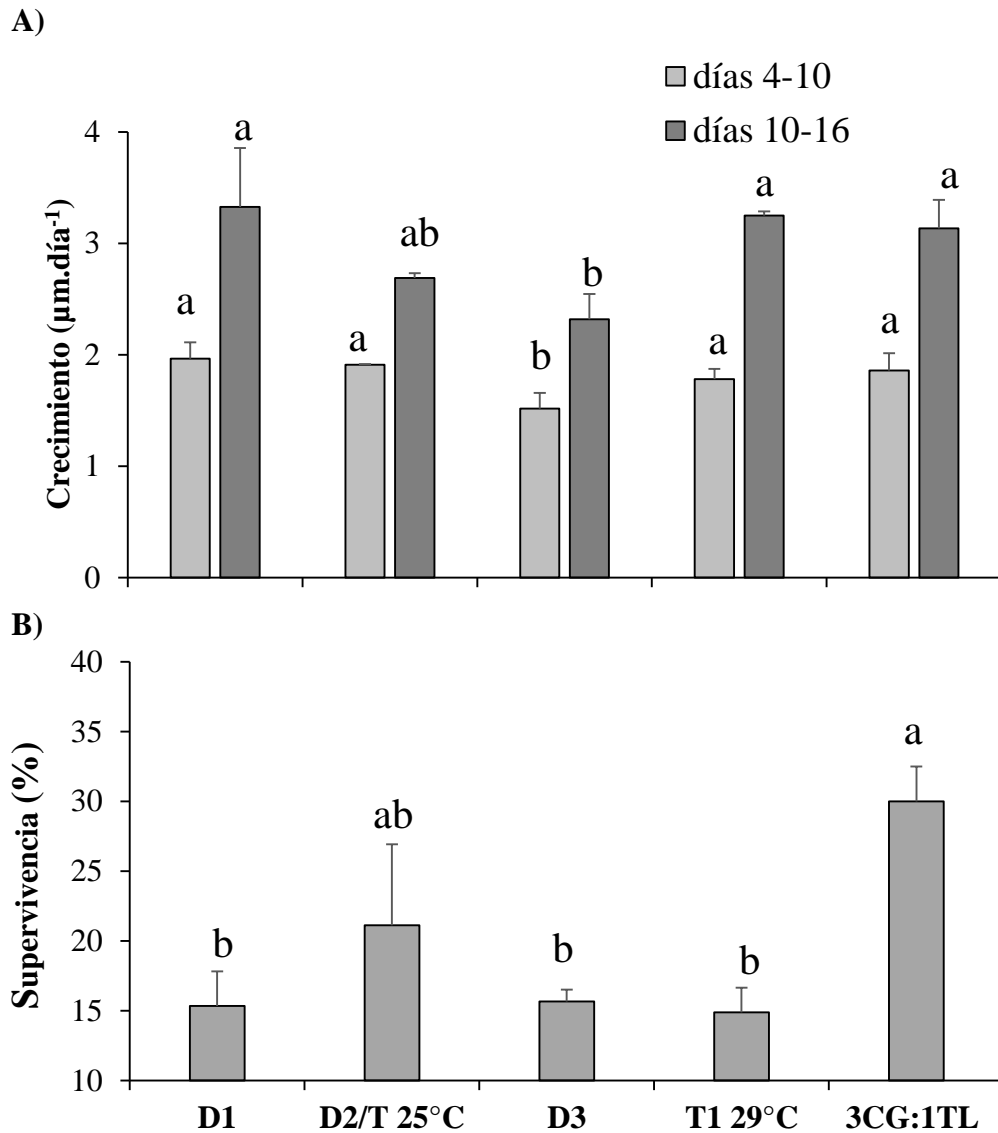 A)
días 4-10
días 10-16
Crecimiento (µm.día⁻¹)
4
3
2
1
0
a
a
a
ab
b
b
a
a
a
a
B)
Supervivencia (%)
40
35
30
25
20
15
10
b
ab
b
b
a
D1 D2/T 25°C D3 T1 29°C 3CG:1TL